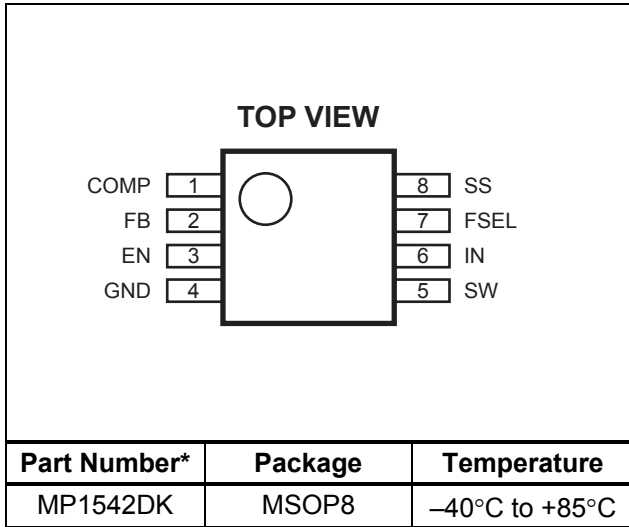 TOP VIEW
COMP 1 8 SS
FB 2 7 FSEL
EN 3 6 IN
GND 4 5 SW
Part Number* Package Temperature
MP1542DK MSOP8 –40°C to +85°C